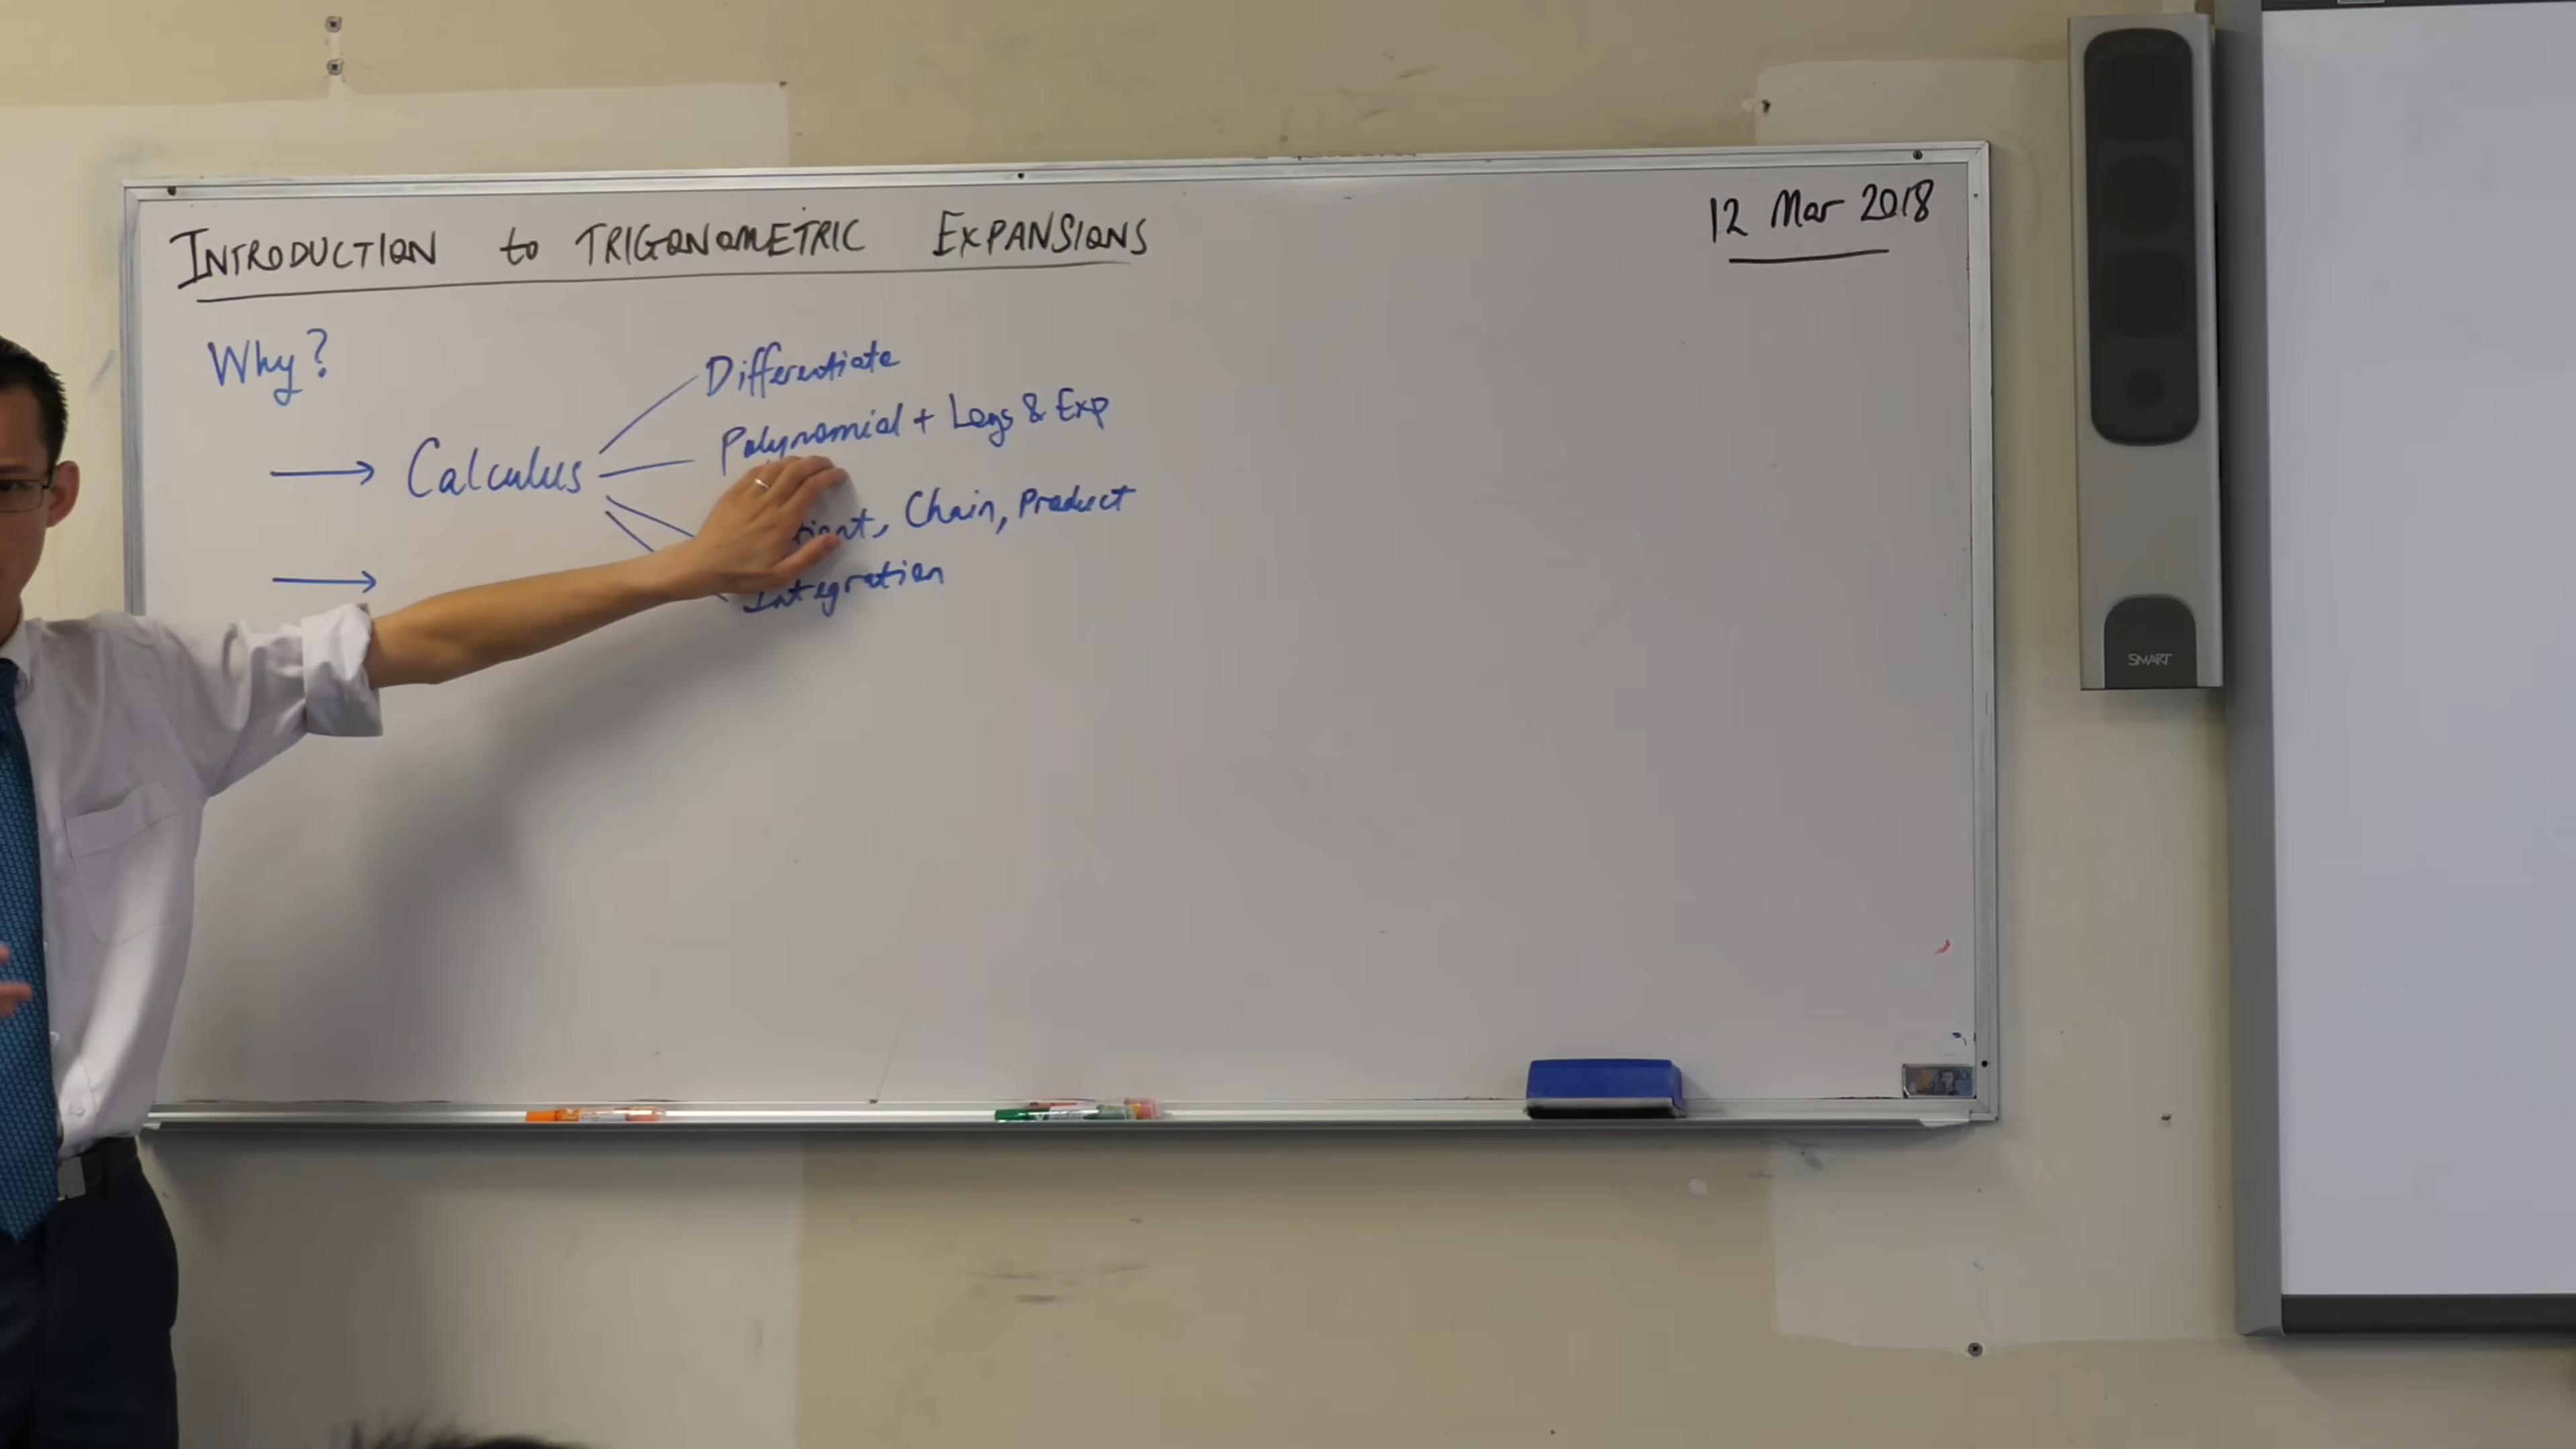 INTRODUCTION to TRIGONOMETRIC EXPANSIONS
12 Mar 2018
Why?
Differentiate
Polynomial + Logs & Exp
Calculus
Chain, Product
Integration
SMART